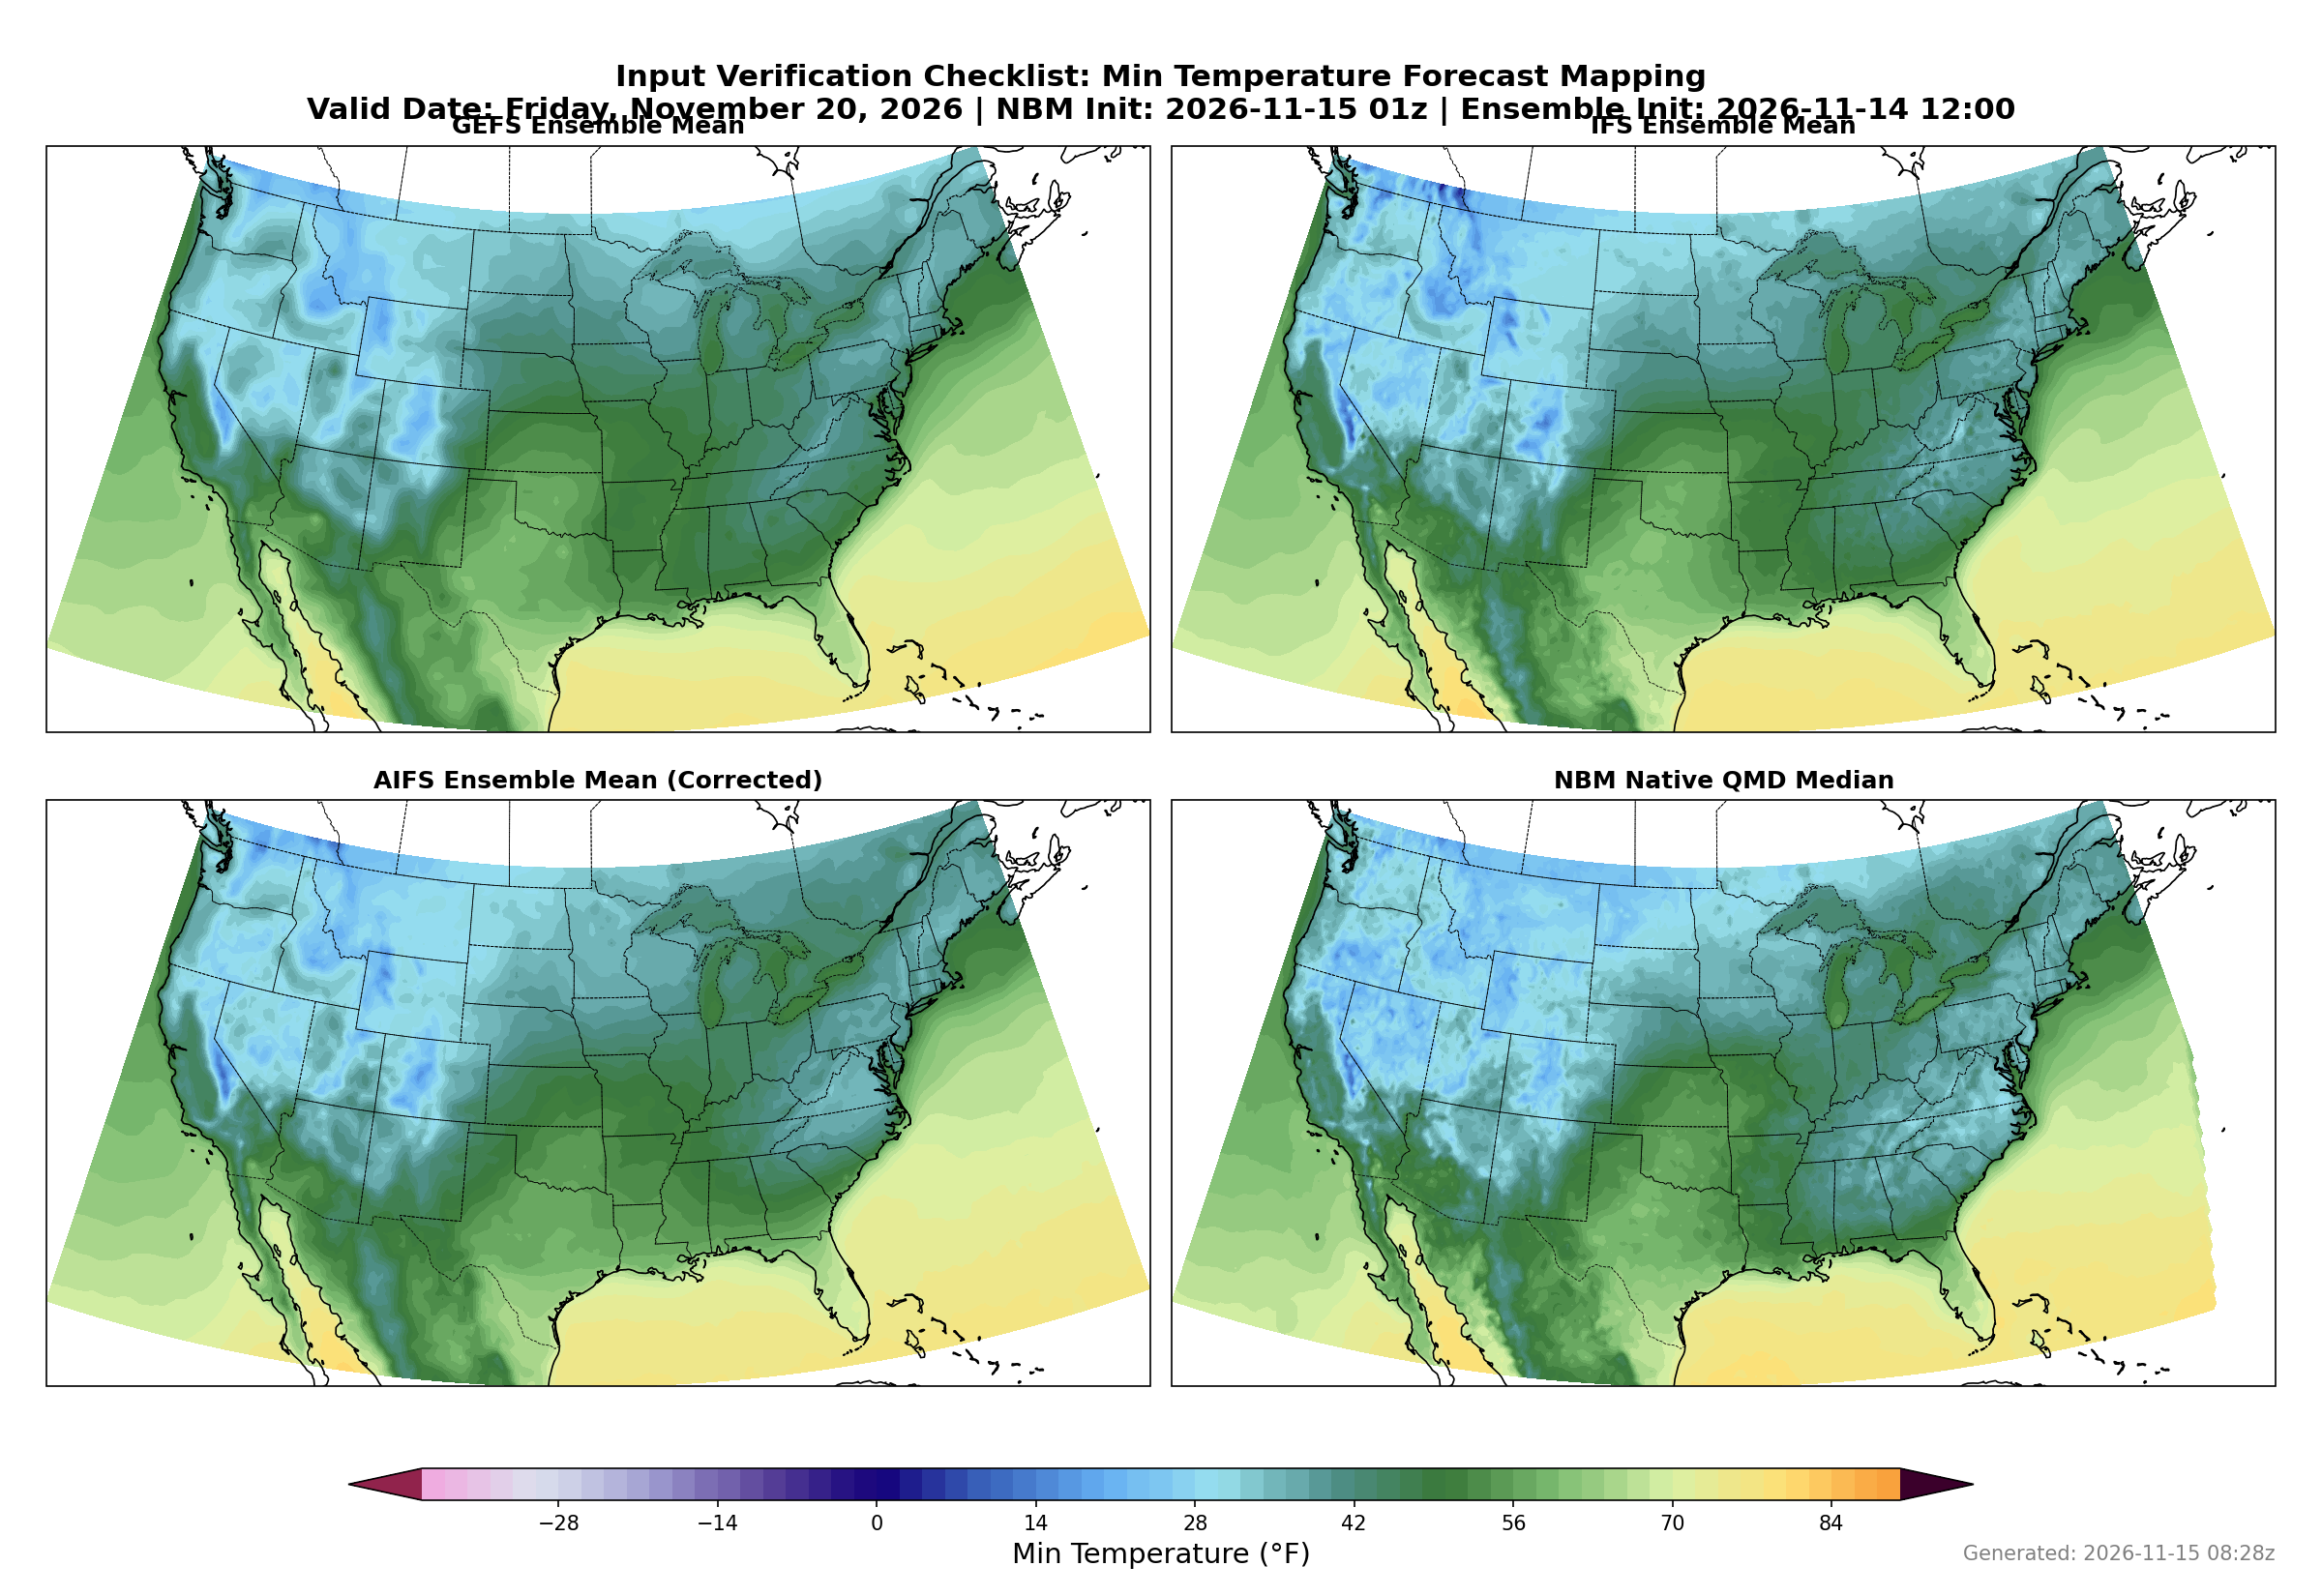 Input Verification Checklist: Min Temperature Forecast Mapping
Valid Date: Friday, November 20, 2026 | NBM Init: 2026-11-15 01z | Ensemble Init: 2026-11-14 12:00
GEFS Ensemble Mean
IFS Ensemble Mean
AIFS Ensemble Mean (Corrected)
NBM Native QMD Median
−28 −14 0 14 28 42 56 70 84
Min Temperature (°F)
Generated: 2026-11-15 08:28z